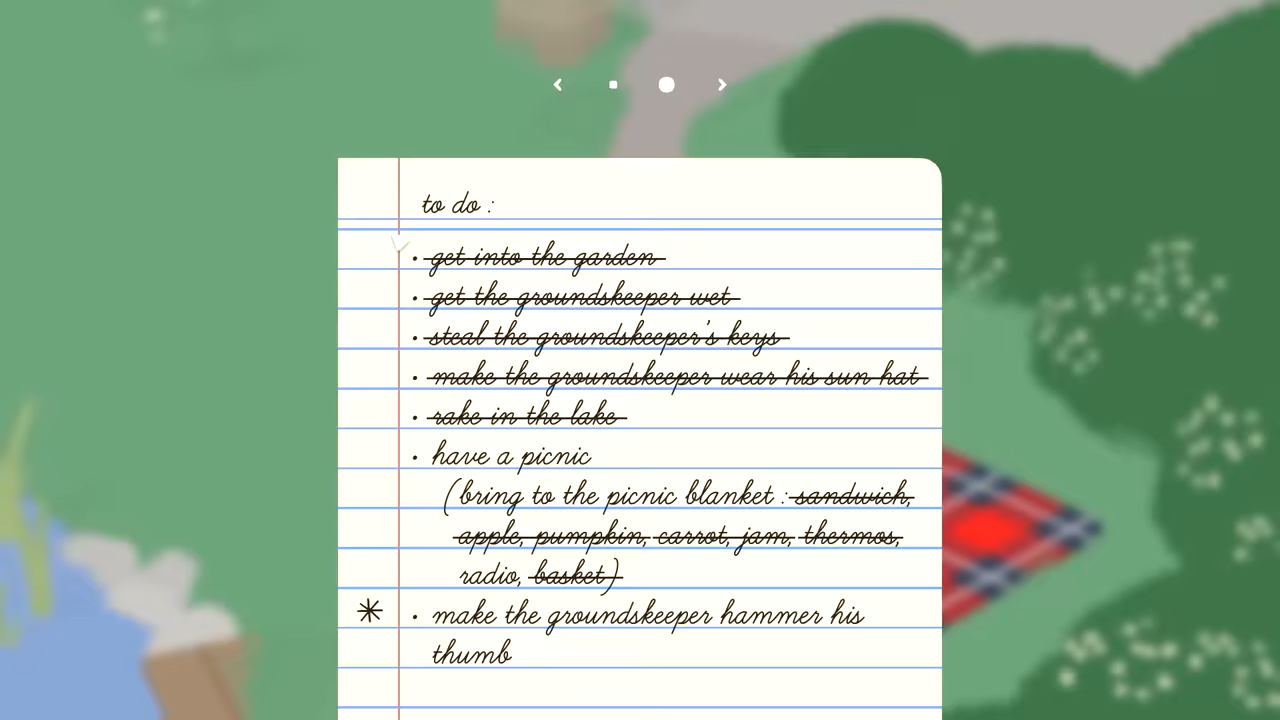 to do :
• get into the garden
• get the groundskeeper wet
• steal the groundskeeper's keys
• make the groundskeeper wear his sun hat
• rake in the lake
• have a picnic
(bring to the picnic blanket : sandwich,
apple, pumpkin, carrot, jam, thermos,
radio, basket)
* • make the groundskeeper hammer his
thumb